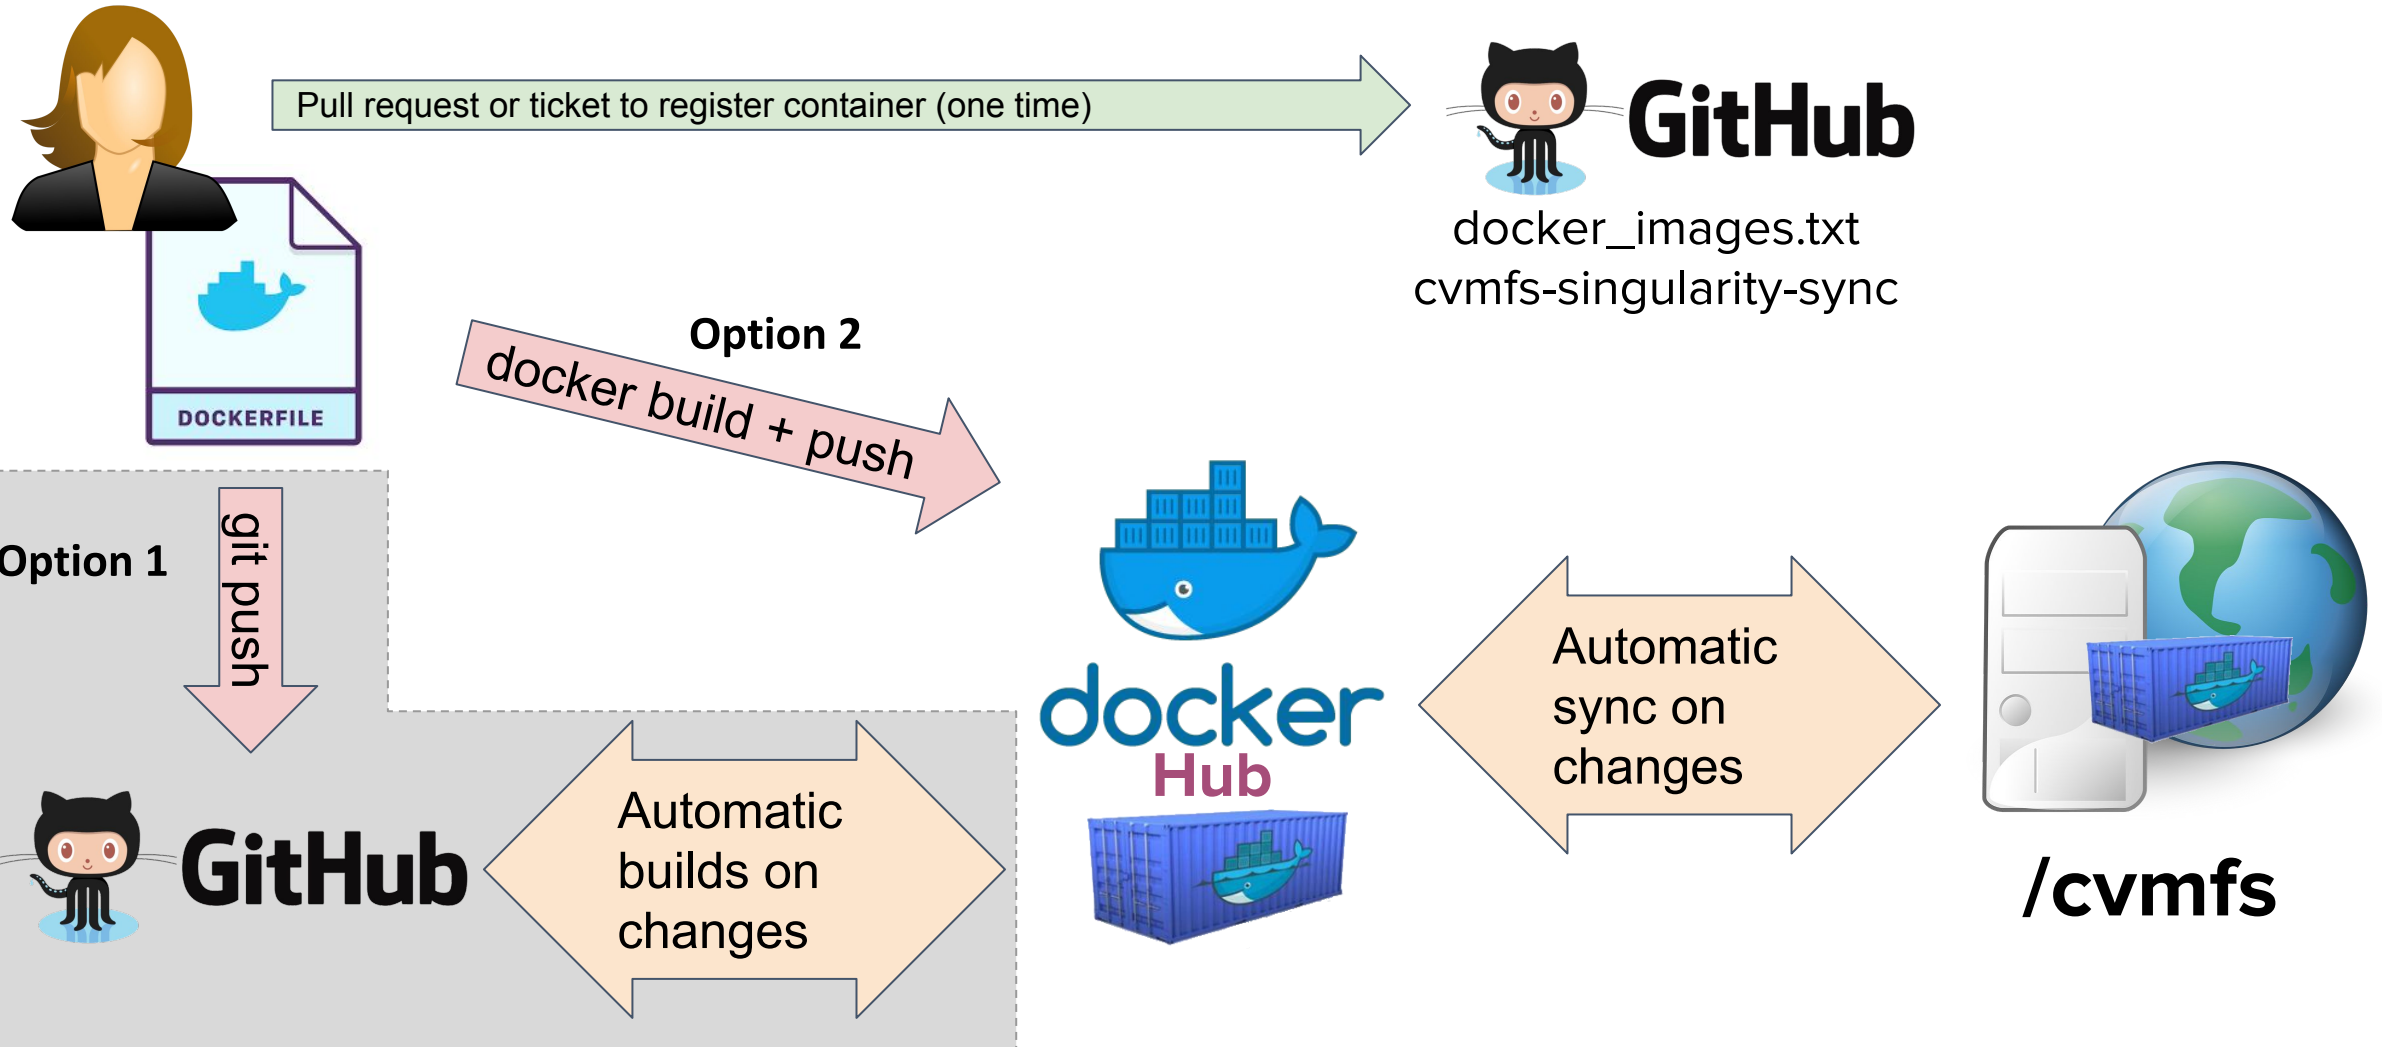 Pull request or ticket to register container (one time)
GitHub
docker_images.txt
cvmfs-singularity-sync
DOCKERFILE
Option 2
docker build + push
Option 1
git push
GitHub
Automatic
builds on
changes
docker
Hub
Automatic
sync on
changes
/cvmfs